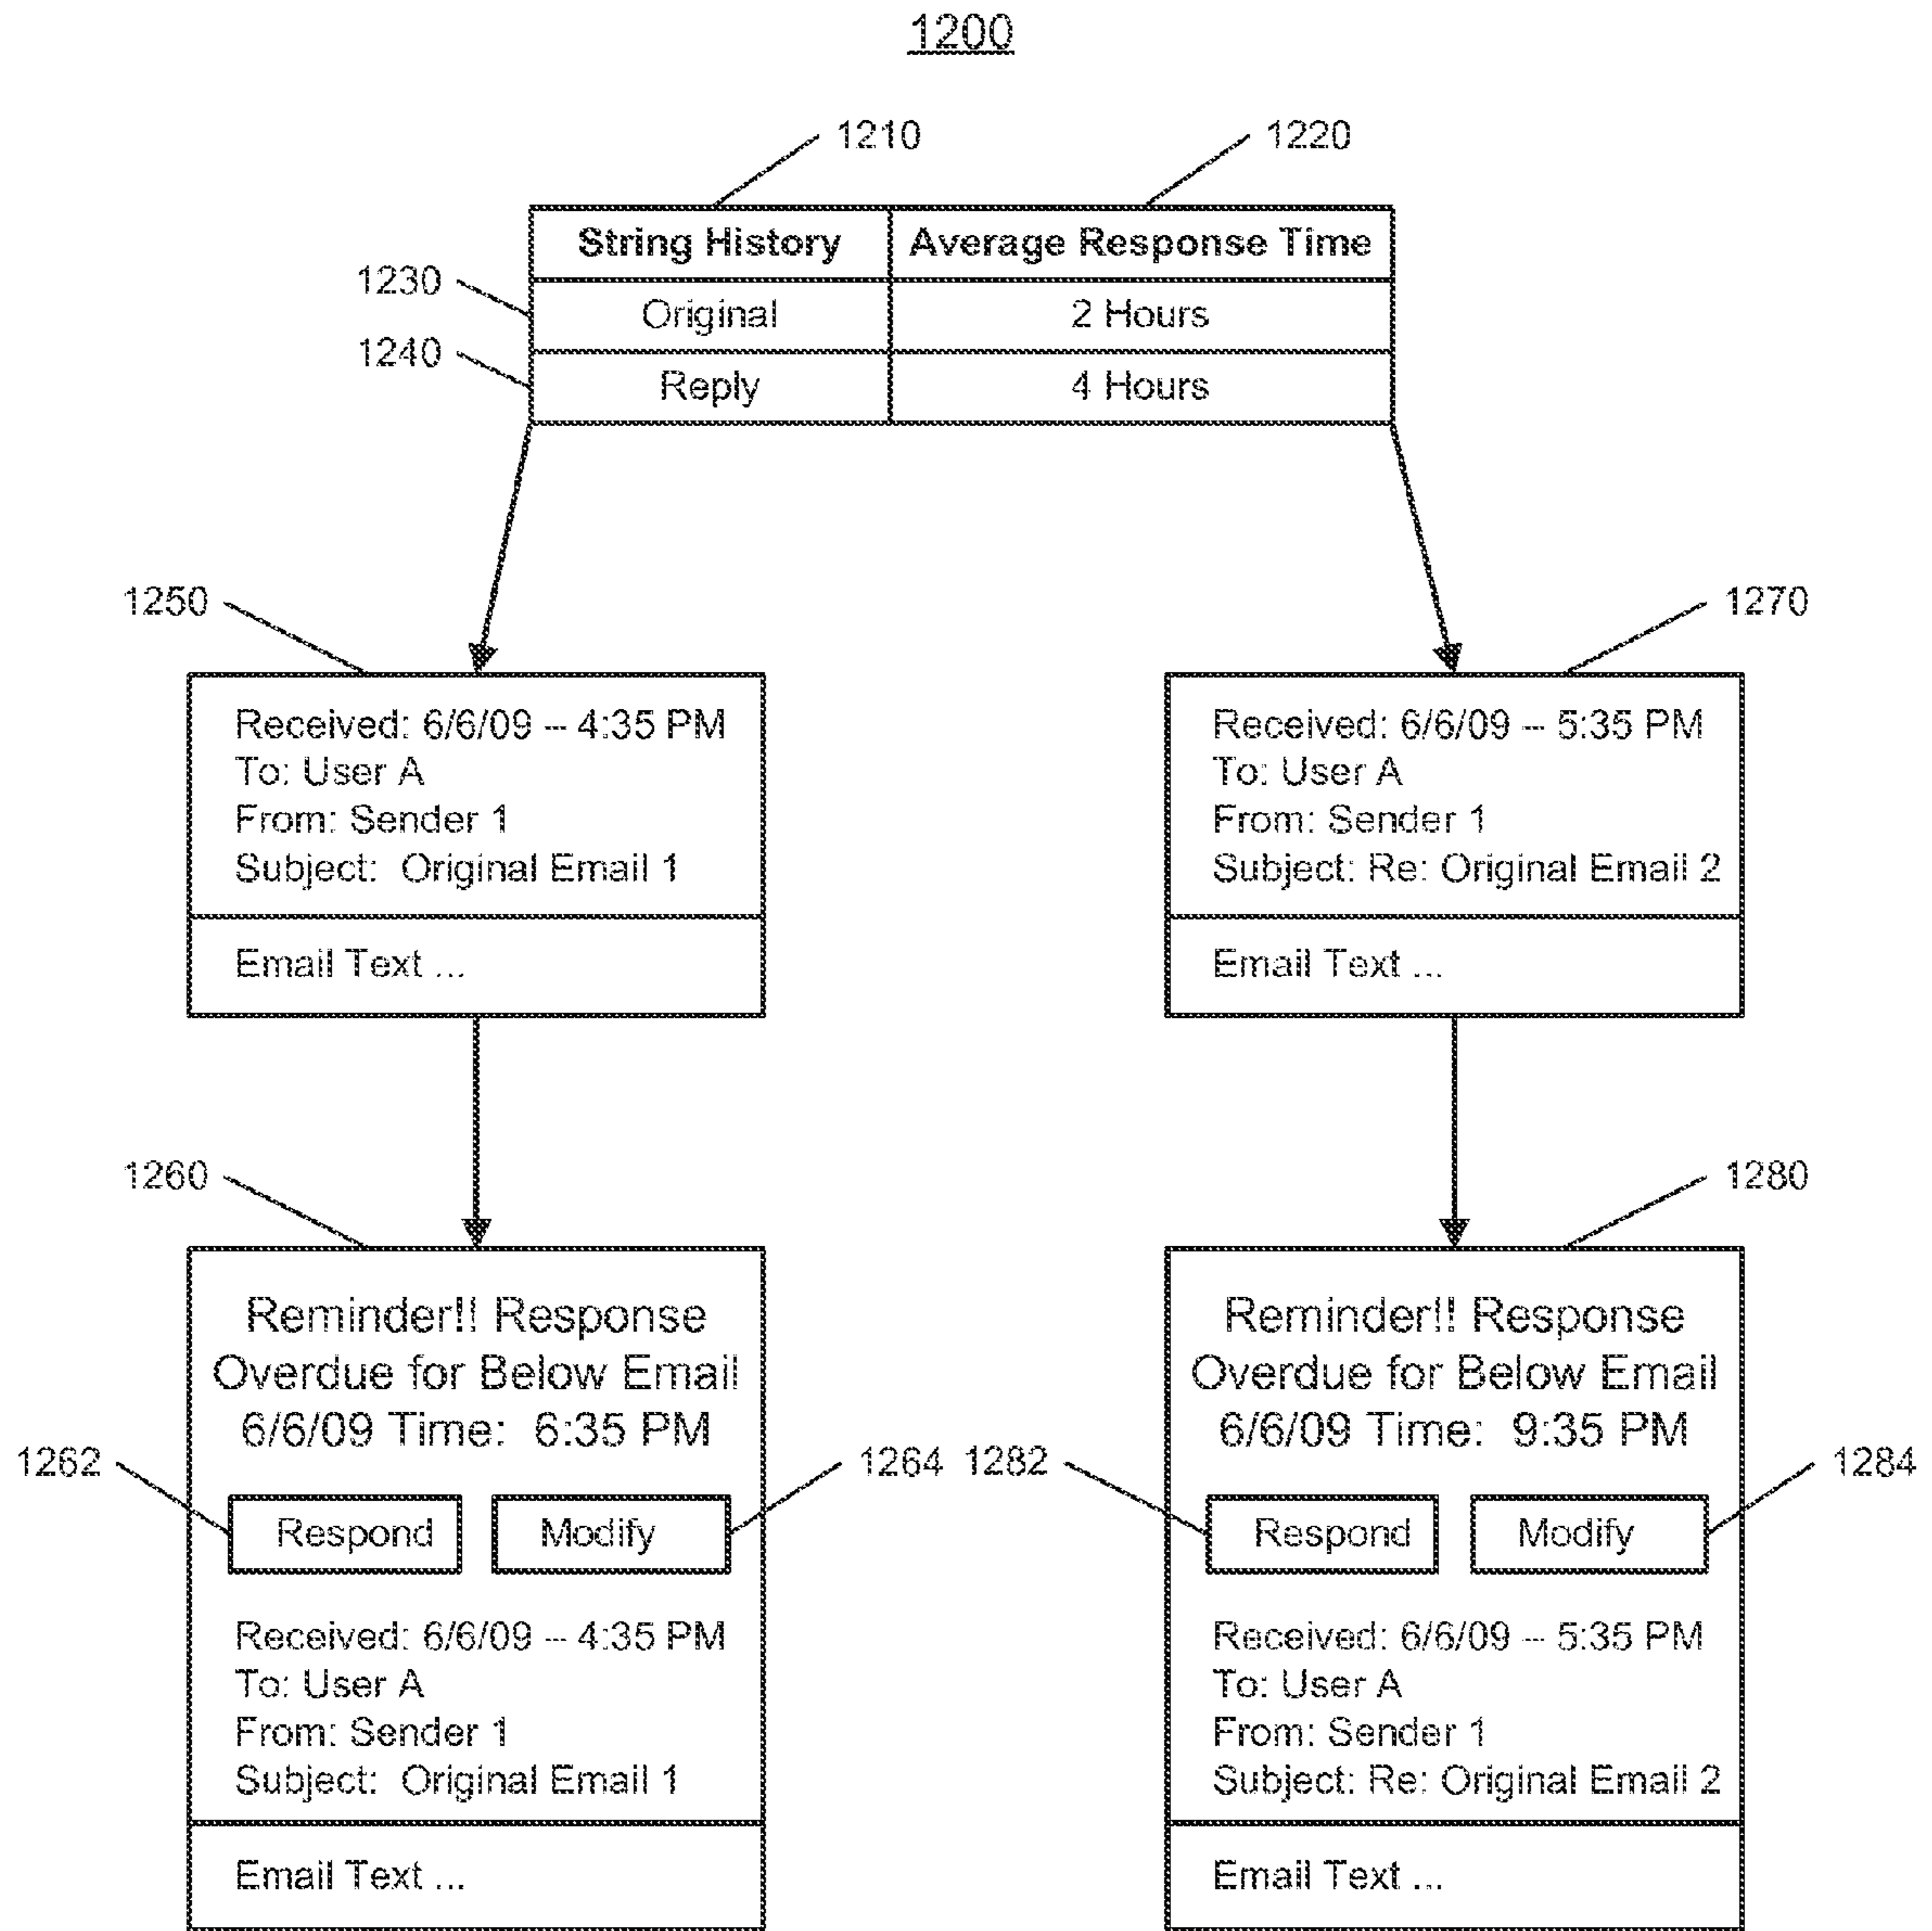 1200
1210
1220
String History Average Response Time
1230
Original 2 Hours
1240
Reply 4 Hours
1250
Received: 6/6/09 -- 4:35 PM
To: User A
From: Sender 1
Subject: Original Email 1
Email Text ...
1270
Received: 6/6/09 -- 5:35 PM
To: User A
From: Sender 1
Subject: Re: Original Email 2
Email Text ...
1260
Reminder!! Response
Overdue for Below Email
6/6/09 Time: 6:35 PM
1262
1264
Respond Modify
Received: 6/6/09 -- 4:35 PM
To: User A
From: Sender 1
Subject: Original Email 1
Email Text ...
1280
Reminder!! Response
Overdue for Below Email
6/6/09 Time: 9:35 PM
1282
1284
Respond Modify
Received: 6/6/09 -- 5:35 PM
To: User A
From: Sender 1
Subject: Re: Original Email 2
Email Text ...